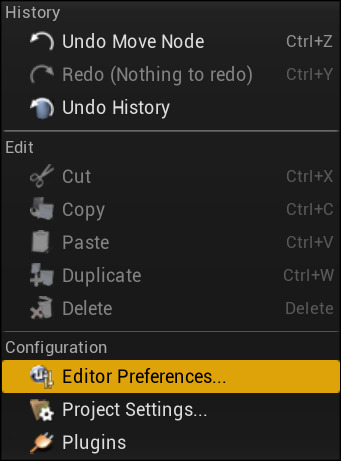 History
Undo Move Node Ctrl+Z
Redo (Nothing to redo) Ctrl+Y
Undo History
Edit
Cut Ctrl+X
Copy Ctrl+C
Paste Ctrl+V
Duplicate Ctrl+W
Delete Delete
Configuration
Editor Preferences...
Project Settings...
Plugins